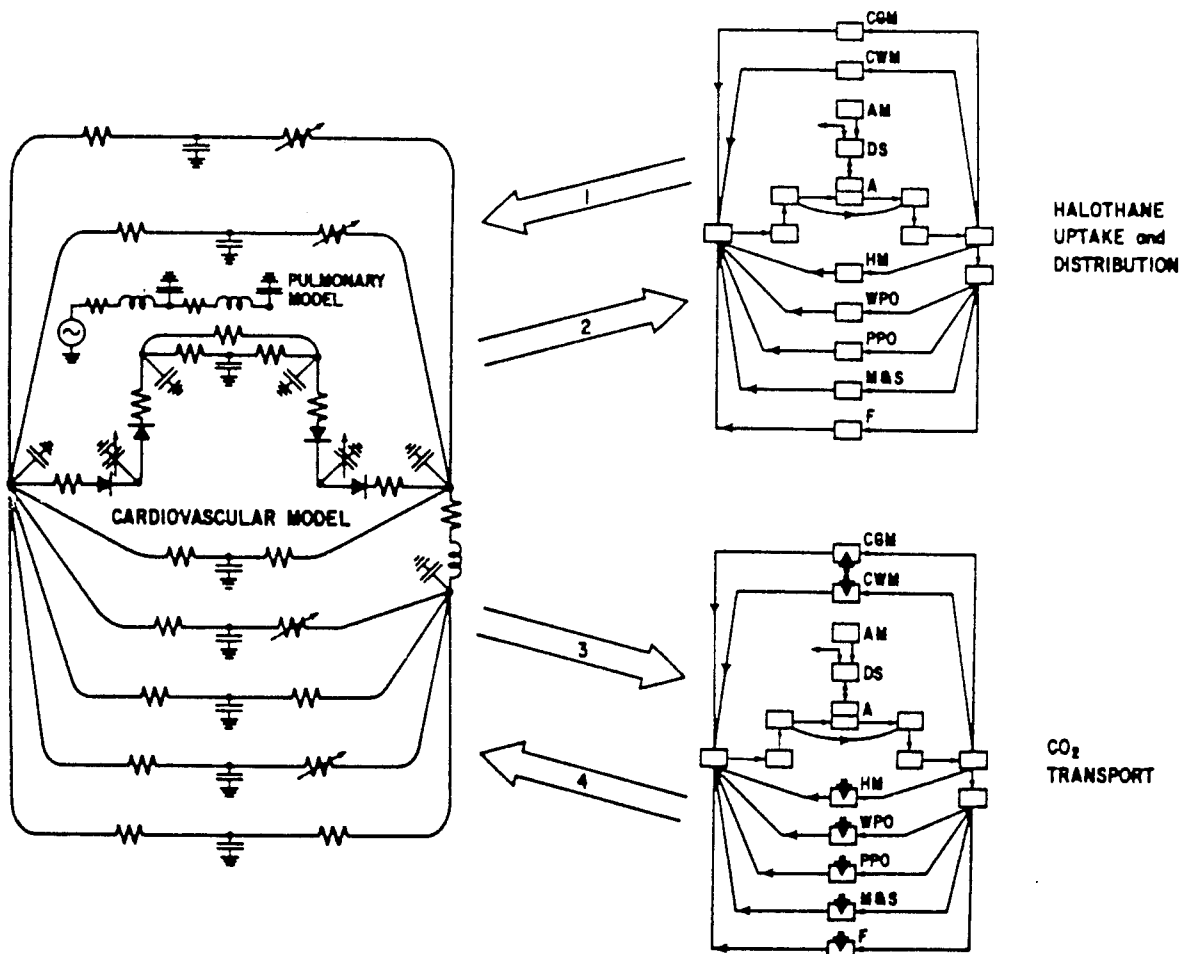 PULMONARY
MODEL
CARDIOVASCULAR MODEL
1
2
3
4
CGM
CWM
AM
DS
A
HM
WPO
PPO
M&S
F
HALOTHANE
UPTAKE and
DISTRIBUTION
CGM
CWM
AM
DS
A
HM
WPO
PPO
M&S
F
CO₂
TRANSPORT